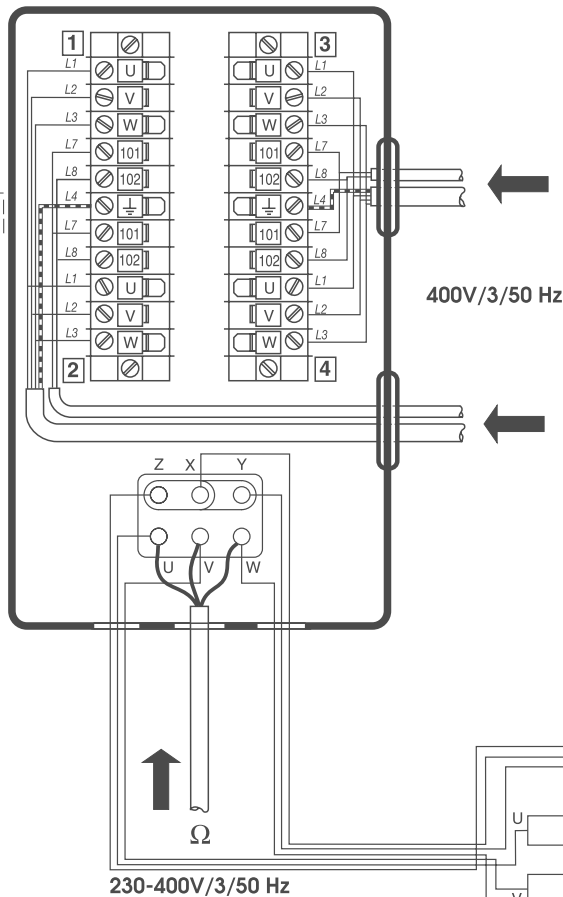 1
L1 U
L2 V
L3 W
L7 101
L8 102
L4
L7 101
L8 102
L1 U
L2 V
L3 W
2
3
U L1
V L2
W L3
101 L7
102 L8
L4
101 L7
102 L8
U L1
V L2
W L3
4
400V/3/50 Hz
Z X Y
U V W
Ω
230-400V/3/50 Hz
U
V